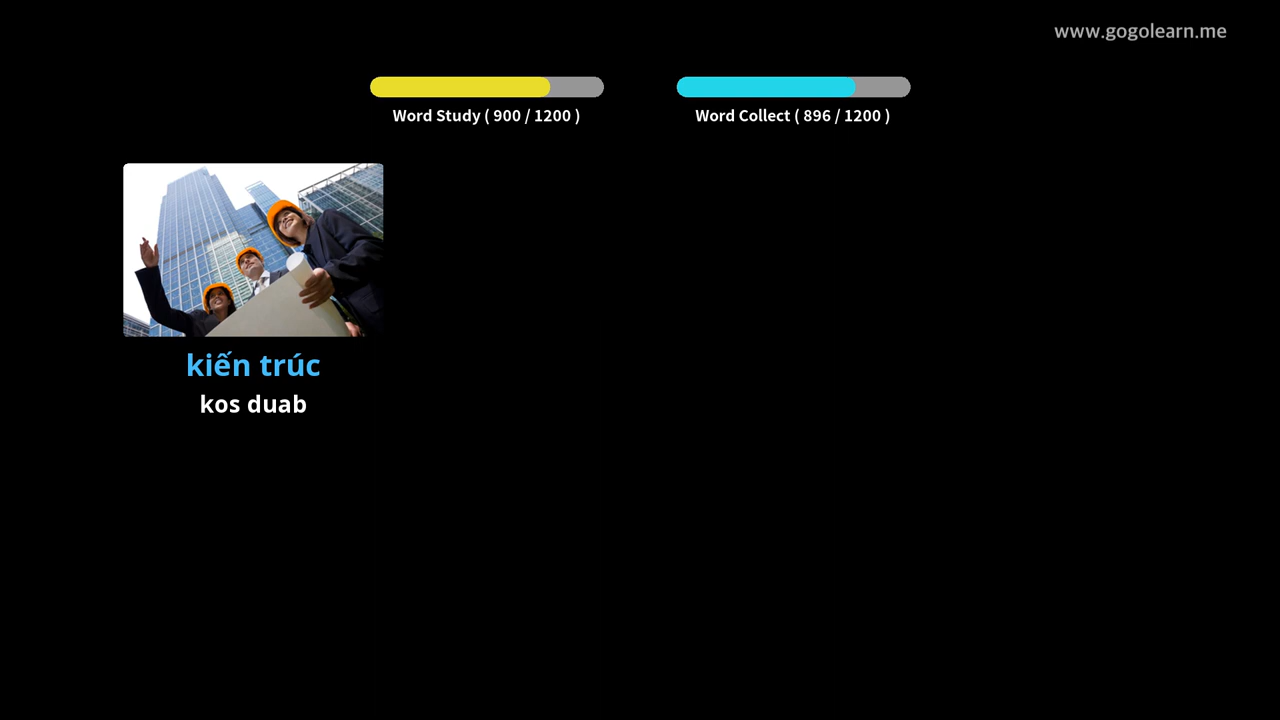 www.gogolearn.me
Word Study ( 900 / 1200 )
Word Collect ( 896 / 1200 )
kiến trúc
kos duab